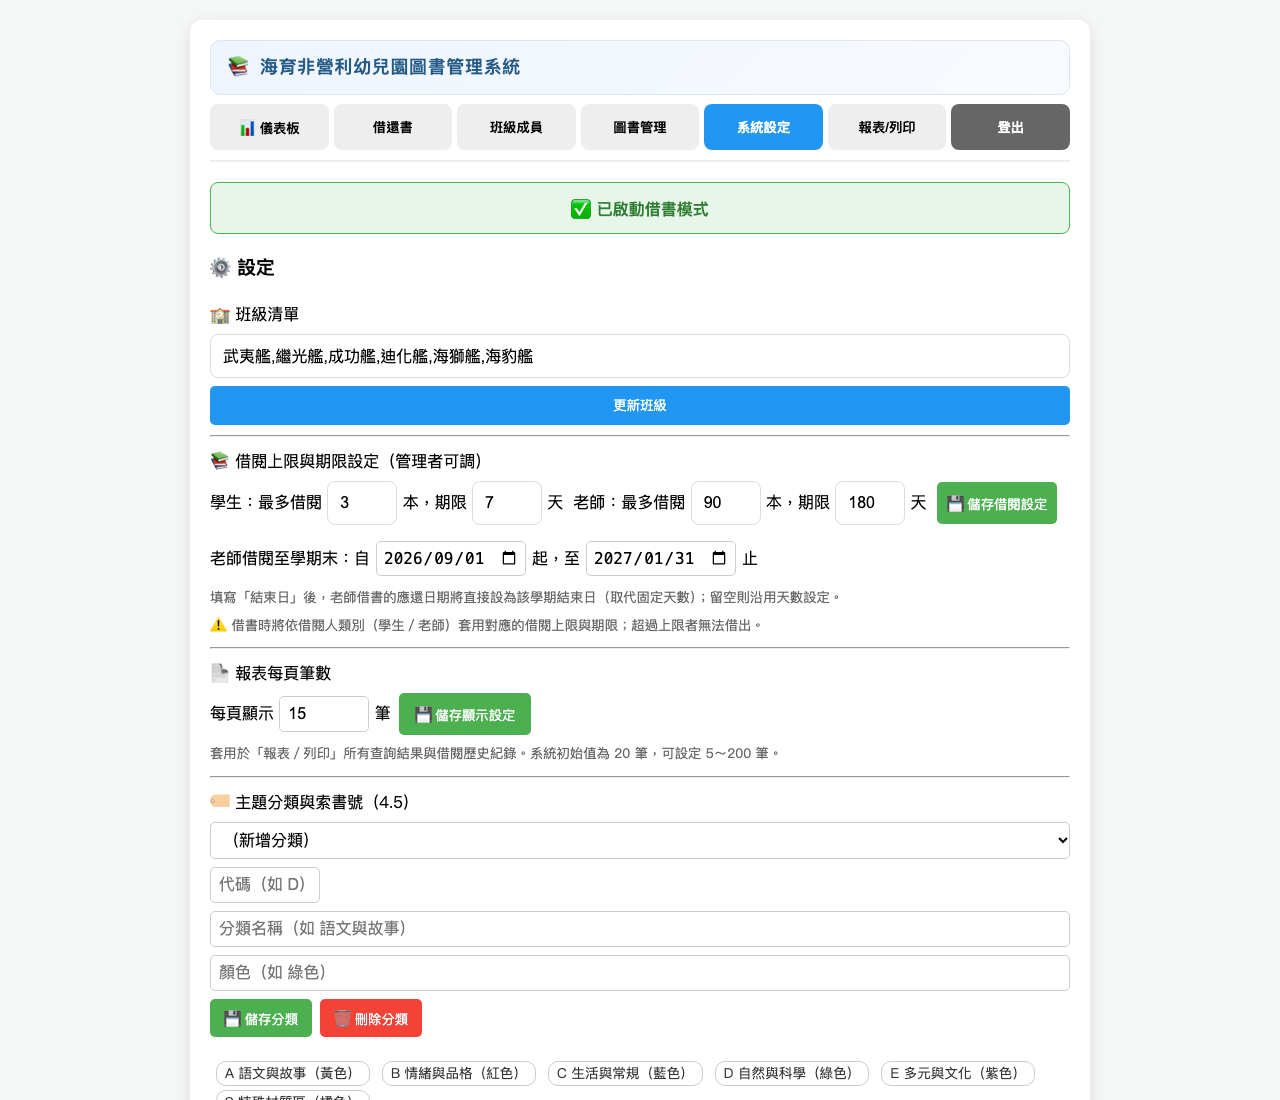 海育非營利幼兒園圖書管理系統
儀表板 借還書 班級成員 圖書管理 系統設定 報表/列印 登出
已啟動借書模式
設定
班級清單
武夷艦,繼光艦,成功艦,迪化艦,海獅艦,海豹艦
更新班級
借閱上限與期限設定（管理者可調）
學生：最多借閱 3 本，期限 7 天 老師：最多借閱 90 本，期限 180 天 儲存借閱設定
老師借閱至學期末：自 2026/09/01 起，至 2027/01/31 止
填寫「結束日」後，老師借書的應還日期將直接設為該學期結束日（取代固定天數）；留空則沿用天數設定。
借書時將依借閱人類別（學生 / 老師）套用對應的借閱上限與期限；超過上限者無法借出。
報表每頁筆數
每頁顯示 15 筆 儲存顯示設定
套用於「報表 / 列印」所有查詢結果與借閱歷史紀錄。系統初始值為 20 筆，可設定 5～200 筆。
主題分類與索書號（4.5）
（新增分類）
代碼（如 D）
分類名稱（如 語文與故事）
顏色（如 綠色）
儲存分類 刪除分類
A 語文與故事（黃色） B 情緒與品格（紅色） C 生活與常規（藍色） D 自然與科學（綠色） E 多元與文化（紫色）